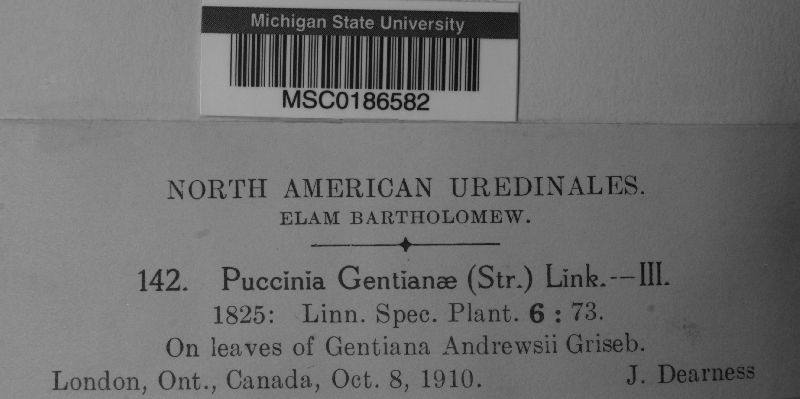 Michigan State University
MSC0186582
NORTH AMERICAN UREDINALES.
ELAM BARTHOLOMEW.
142. Puccinia Gentianæ (Str.) Link.--III.
1825: Linn. Spec. Plant. 6 : 73.
On leaves of Gentiana Andrewsii Griseb.
London, Ont., Canada, Oct. 8, 1910. J. Dearness